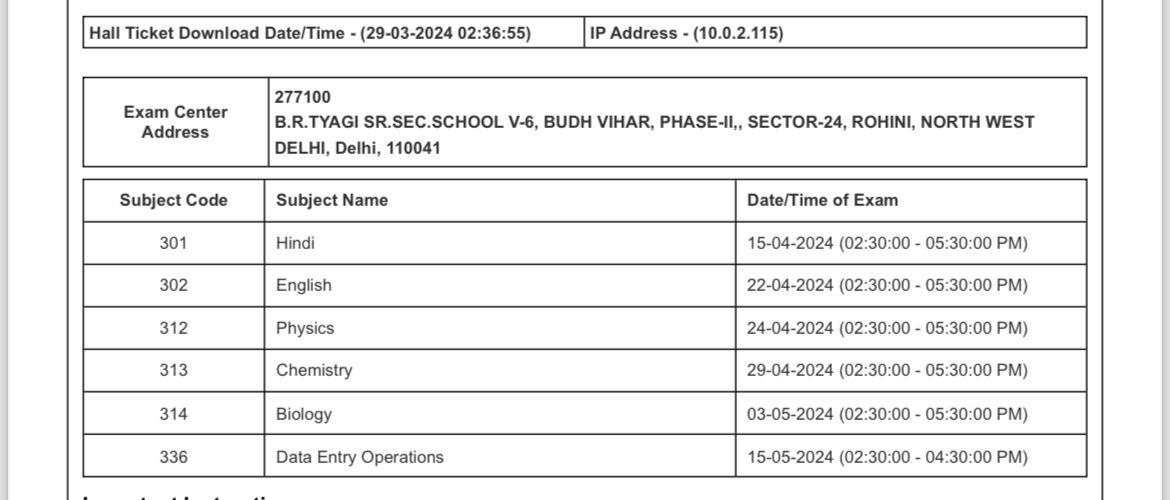 Hall Ticket Download Date/Time - (29-03-2024 02:36:55) IP Address - (10.0.2.115)
Exam Center Address
277100
B.R.TYAGI SR.SEC.SCHOOL V-6, BUDH VIHAR, PHASE-II,, SECTOR-24, ROHINI, NORTH WEST
DELHI, Delhi, 110041
Subject Code Subject Name Date/Time of Exam
301 Hindi 15-04-2024 (02:30:00 - 05:30:00 PM)
302 English 22-04-2024 (02:30:00 - 05:30:00 PM)
312 Physics 24-04-2024 (02:30:00 - 05:30:00 PM)
313 Chemistry 29-04-2024 (02:30:00 - 05:30:00 PM)
314 Biology 03-05-2024 (02:30:00 - 05:30:00 PM)
336 Data Entry Operations 15-05-2024 (02:30:00 - 04:30:00 PM)